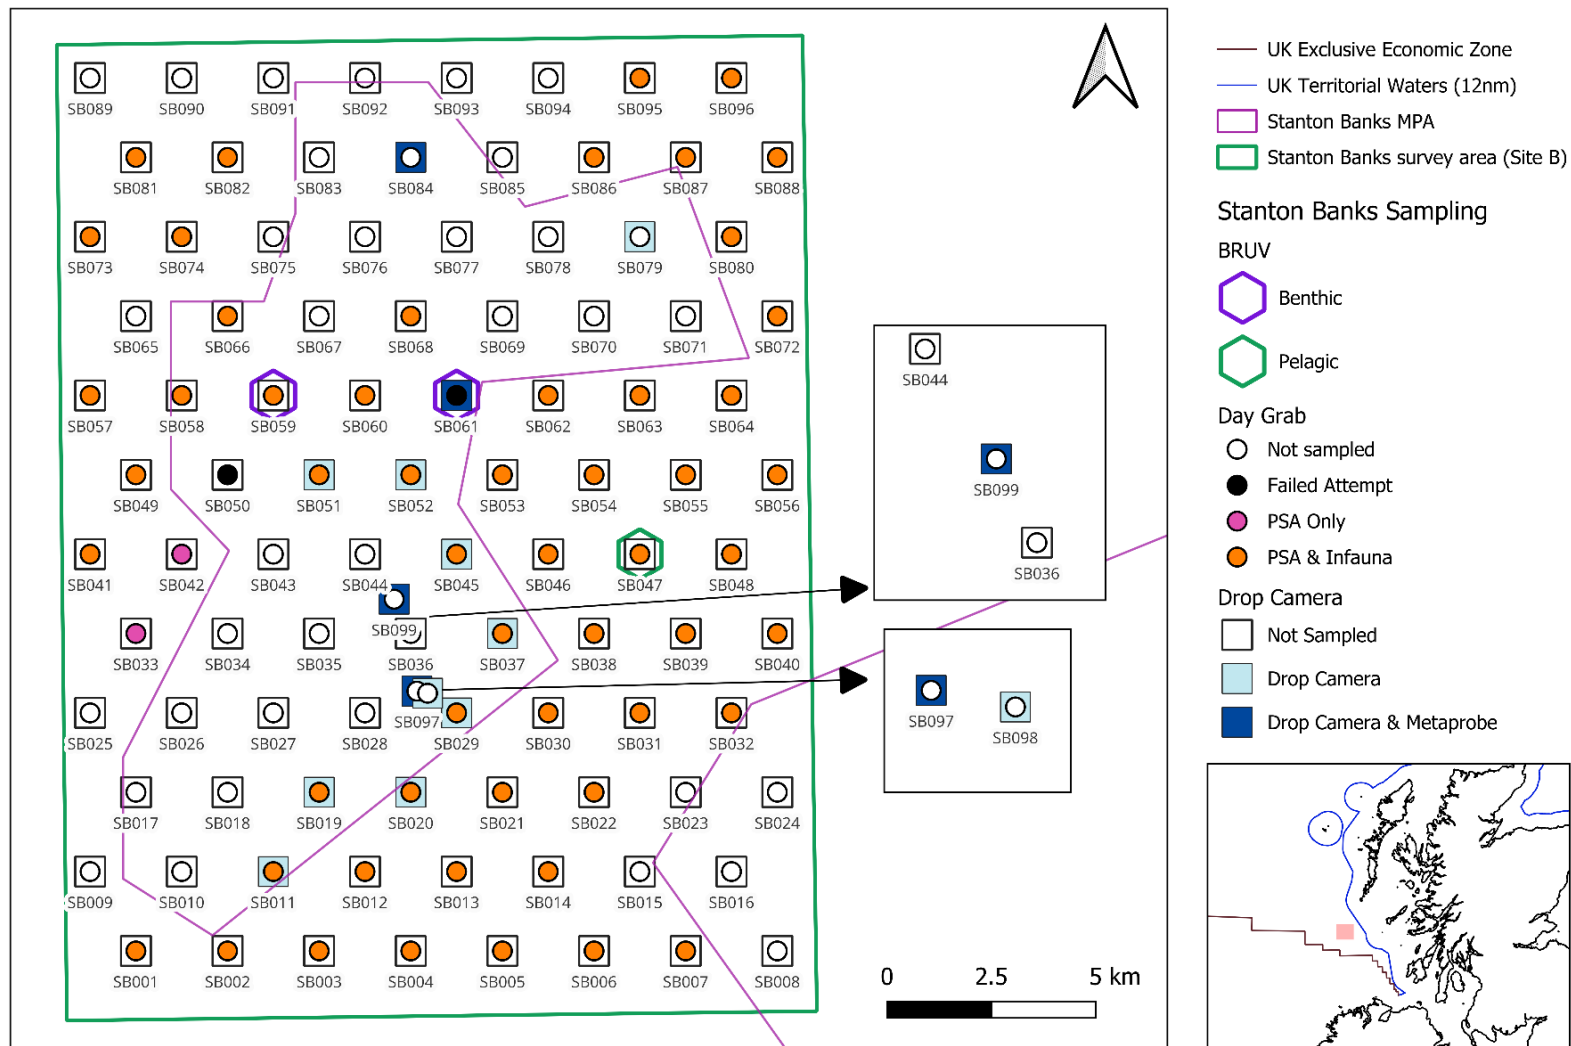 SB089 SB090 SB091 SB092 SB093 SB094 SB095 SB096
SB081 SB082 SB083 SB084 SB085 SB086 SB087 SB088
SB073 SB074 SB075 SB076 SB077 SB078 SB079 SB080
SB065 SB066 SB067 SB068 SB069 SB070 SB071 SB072
SB057 SB058 SB059 SB060 SB061 SB062 SB063 SB064
SB049 SB050 SB051 SB052 SB053 SB054 SB055 SB056
SB041 SB042 SB043 SB044 SB045 SB046 SB047 SB048
SB099
SB033 SB034 SB035 SB036 SB037 SB038 SB039 SB040
SB097
SB025 SB026 SB027 SB028 SB029 SB030 SB031 SB032
SB017 SB018 SB019 SB020 SB021 SB022 SB023 SB024
SB009 SB010 SB011 SB012 SB013 SB014 SB015 SB016
SB001 SB002 SB003 SB004 SB005 SB006 SB007 SB008
SB044
SB099
SB036
SB097
SB098
0 2.5 5 km
UK Exclusive Economic Zone
UK Territorial Waters (12nm)
Stanton Banks MPA
Stanton Banks survey area (Site B)
Stanton Banks Sampling
BRUV
Benthic
Pelagic
Day Grab
Not sampled
Failed Attempt
PSA Only
PSA & Infauna
Drop Camera
Not Sampled
Drop Camera
Drop Camera & Metaprobe